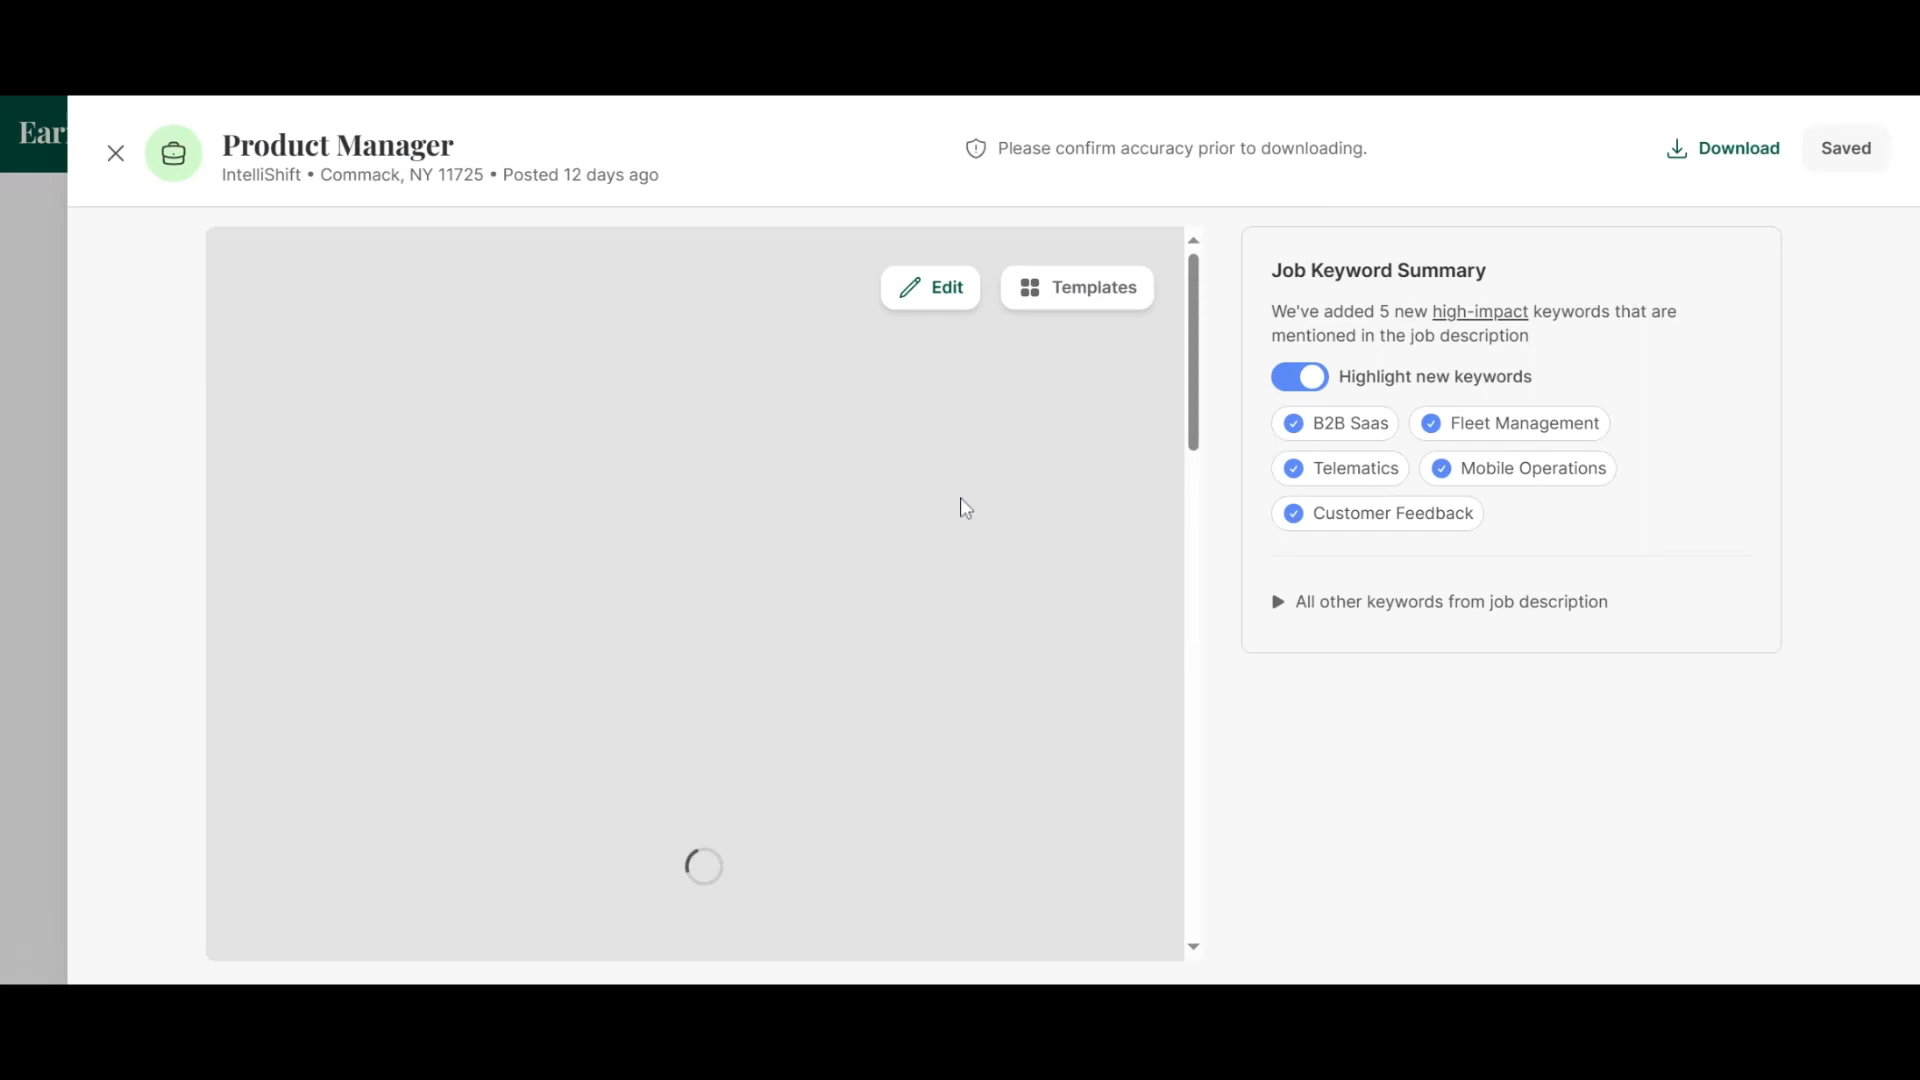 Product Manager
IntelliShift • Commack, NY 11725 • Posted 12 days ago
Please confirm accuracy prior to downloading.
Download
Saved
Edit
Templates
Job Keyword Summary
We've added 5 new high-impact keywords that are
mentioned in the job description
Highlight new keywords
B2B Saas
Fleet Management
Telematics
Mobile Operations
Customer Feedback
All other keywords from job description